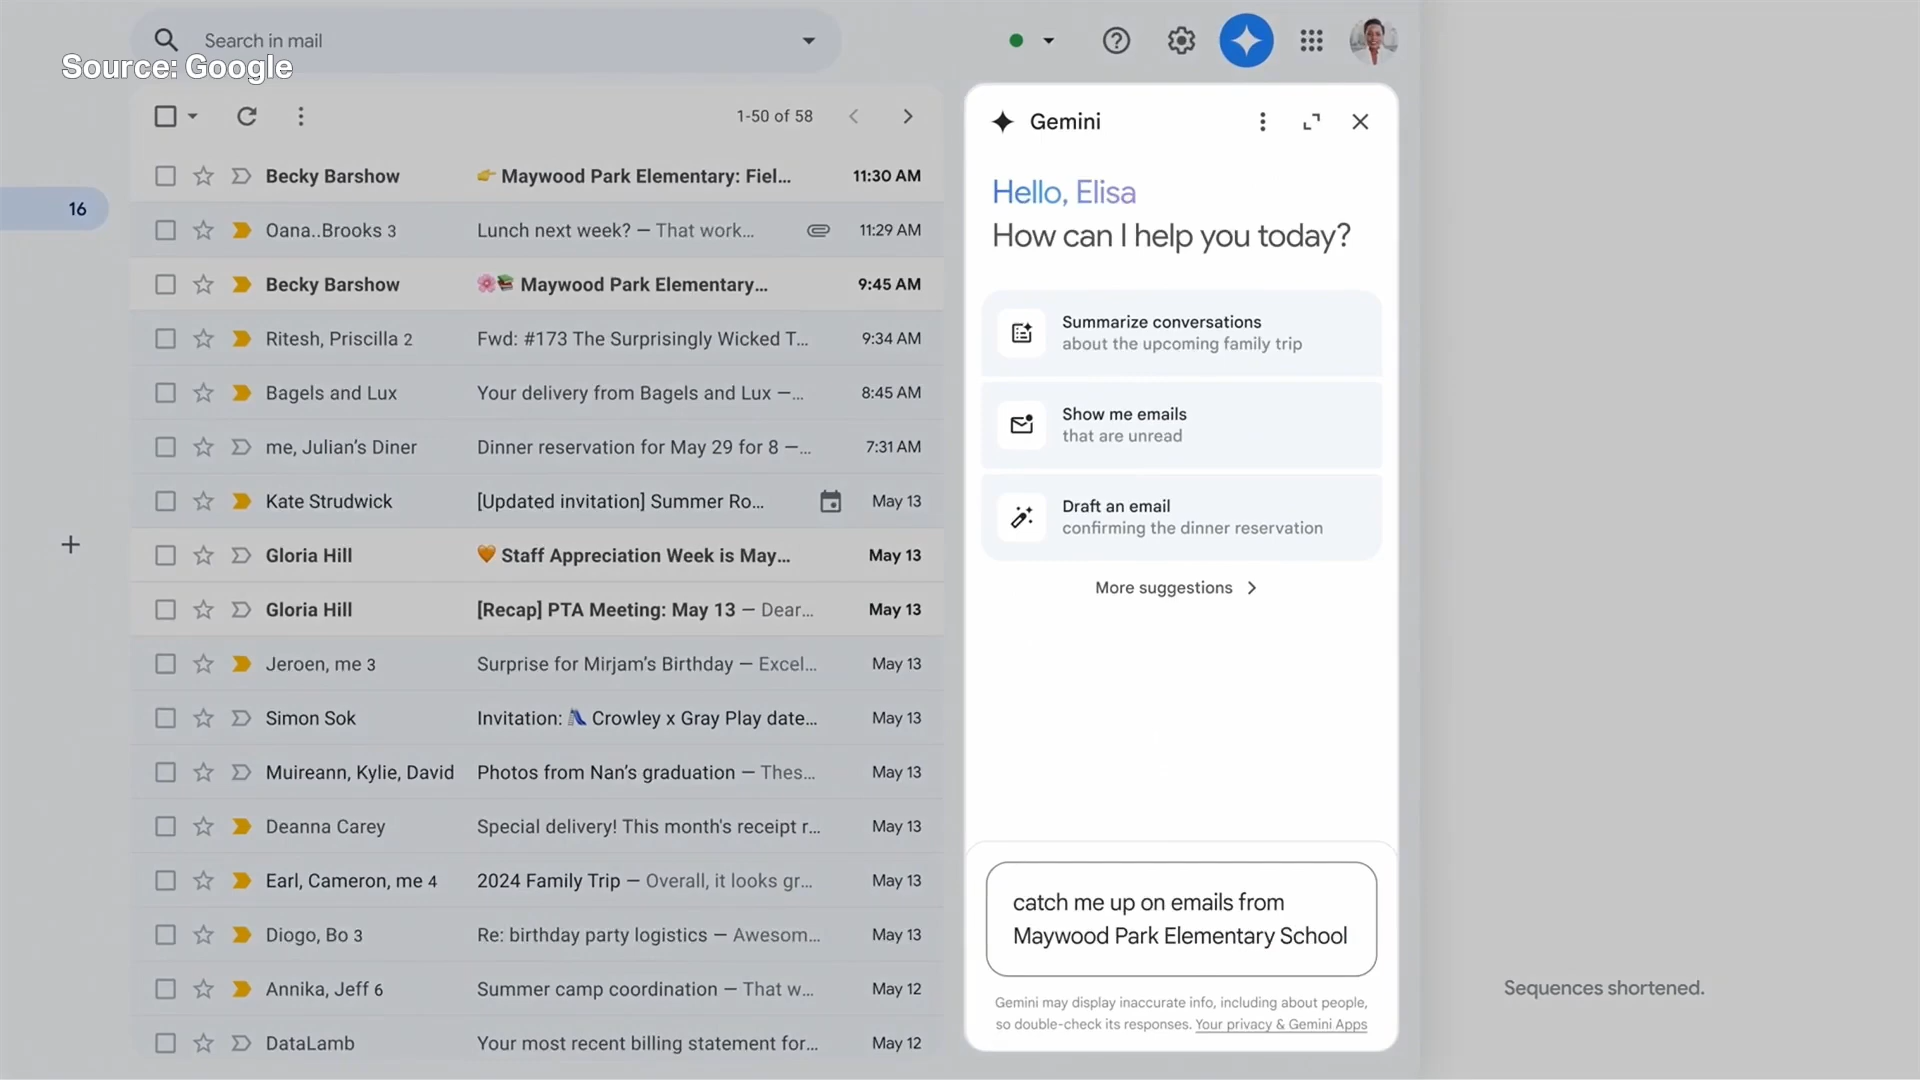 Search in mail
Source: Google
1-50 of 58
16
Becky Barshow 👉 Maywood Park Elementary: Fiel... 11:30 AM
Oana..Brooks 3 Lunch next week? — That work... 11:29 AM
Becky Barshow 🌸📚 Maywood Park Elementary... 9:45 AM
Ritesh, Priscilla 2 Fwd: #173 The Surprisingly Wicked T... 9:34 AM
Bagels and Lux Your delivery from Bagels and Lux —... 8:45 AM
me, Julian’s Diner Dinner reservation for May 29 for 8 —... 7:31 AM
Kate Strudwick [Updated invitation] Summer Ro... May 13
Gloria Hill 🧡 Staff Appreciation Week is May... May 13
Gloria Hill [Recap] PTA Meeting: May 13 — Dear... May 13
Jeroen, me 3 Surprise for Mirjam’s Birthday — Excel... May 13
Simon Sok Invitation: 👠 Crowley x Gray Play date... May 13
Muireann, Kylie, David Photos from Nan’s graduation — Thes... May 13
Deanna Carey Special delivery! This month's receipt r... May 13
Earl, Cameron, me 4 2024 Family Trip — Overall, it looks gr... May 13
Diogo, Bo 3 Re: birthday party logistics — Awesom... May 13
Annika, Jeff 6 Summer camp coordination — That w... May 12
DataLamb Your most recent billing statement for... May 12
Gemini
Hello, Elisa
How can I help you today?
Summarize conversations
about the upcoming family trip
Show me emails
that are unread
Draft an email
confirming the dinner reservation
More suggestions
catch me up on emails from
Maywood Park Elementary School
Gemini may display inaccurate info, including about people,
so double-check its responses. Your privacy & Gemini Apps
Sequences shortened.